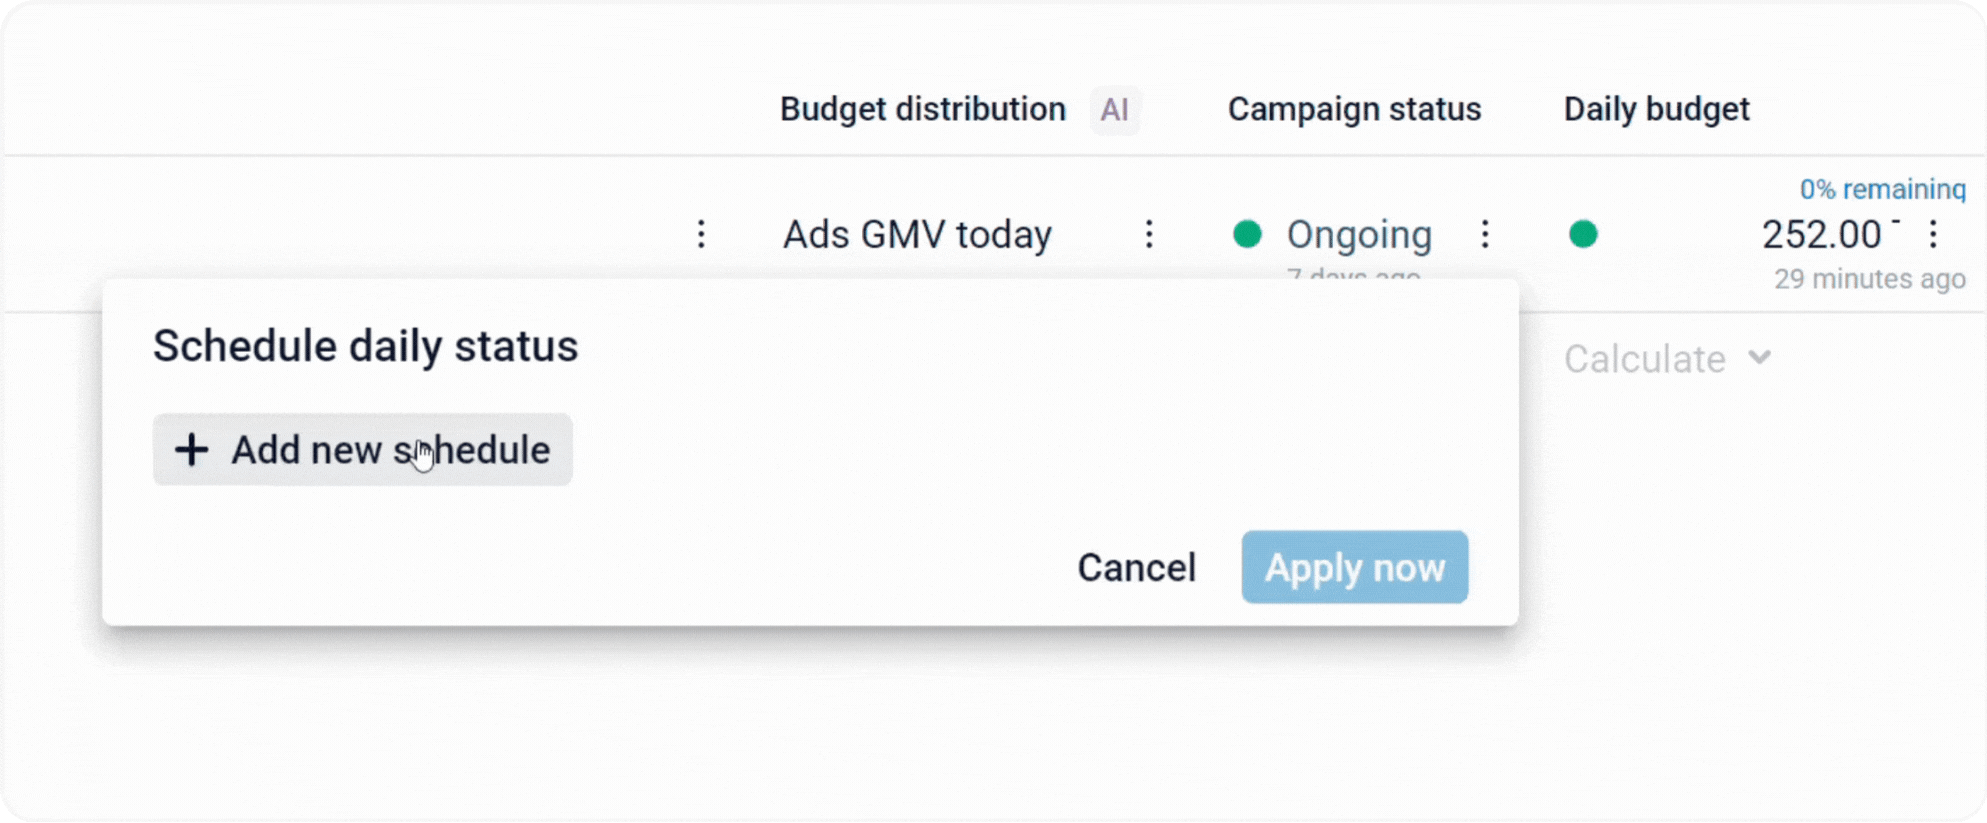 Budget distribution AI Campaign status Daily budget
0% remaining
Ads GMV today Ongoing 252.00
7 days ago 29 minutes ago
Schedule daily status
Calculate
+ Add new schedule
Cancel Apply now